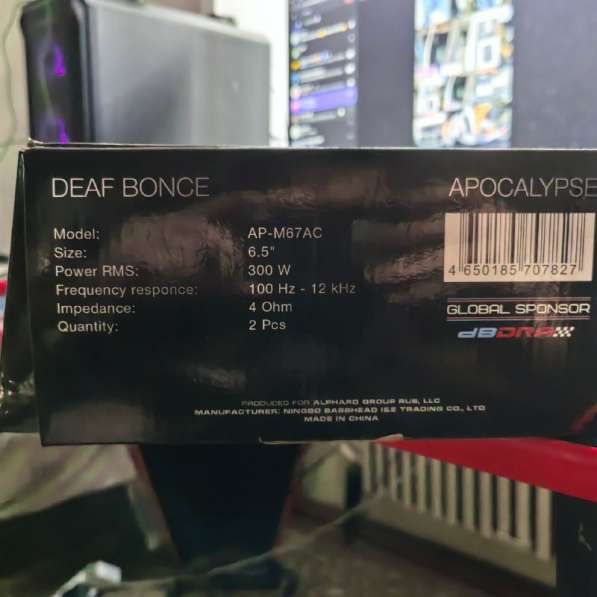 DEAF BONCE APOCALYPSE
Model: AP-M67AC
Size: 6.5"
Power RMS: 300 W
Frequency responce: 100 Hz - 12 kHz
Impedance: 4 Ohm
Quantity: 2 Pcs
4 650185 707827
GLOBAL SPONSOR
dBDRA
PRODUCED FOR ALPHARD GROUP RUS, LLC
MANUFACTURER: NINGBO BASSHEAD IEE TRADING CO., LTD
MADE IN CHINA